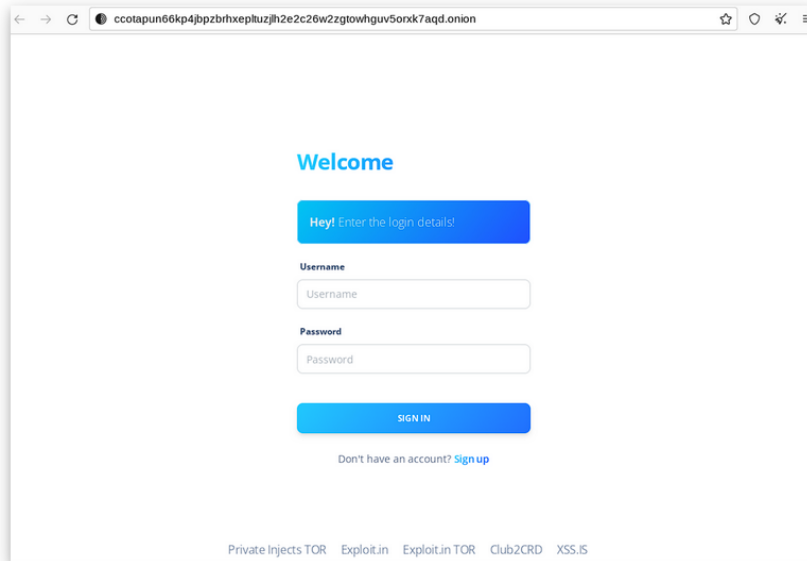 ccotapun66kp4jbpzbrhxepltuzjlh2e2c26w2zgtowhguv5orxk7aqd.onion
Welcome
Hey! Enter the login details!
Username
Username
Password
Password
SIGN IN
Don't have an account? Sign up
Private Injects TOR Exploit.in Exploit.in TOR Club2CRD XSS.IS